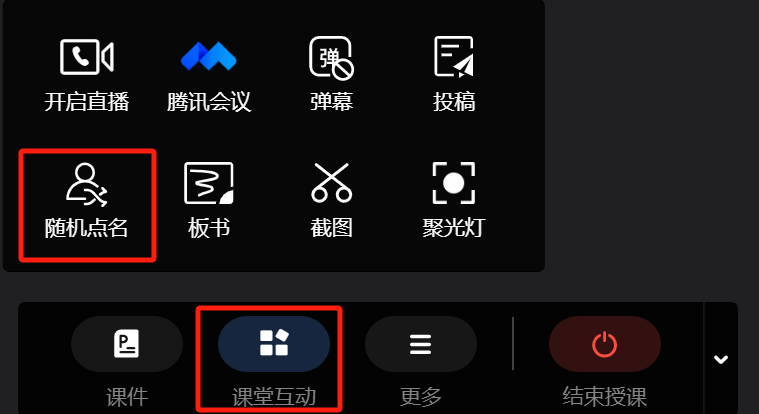 开启直播 腾讯会议 弹幕 投稿
随机点名 板书 截图 聚光灯
课件 课堂互动 更多 结束授课